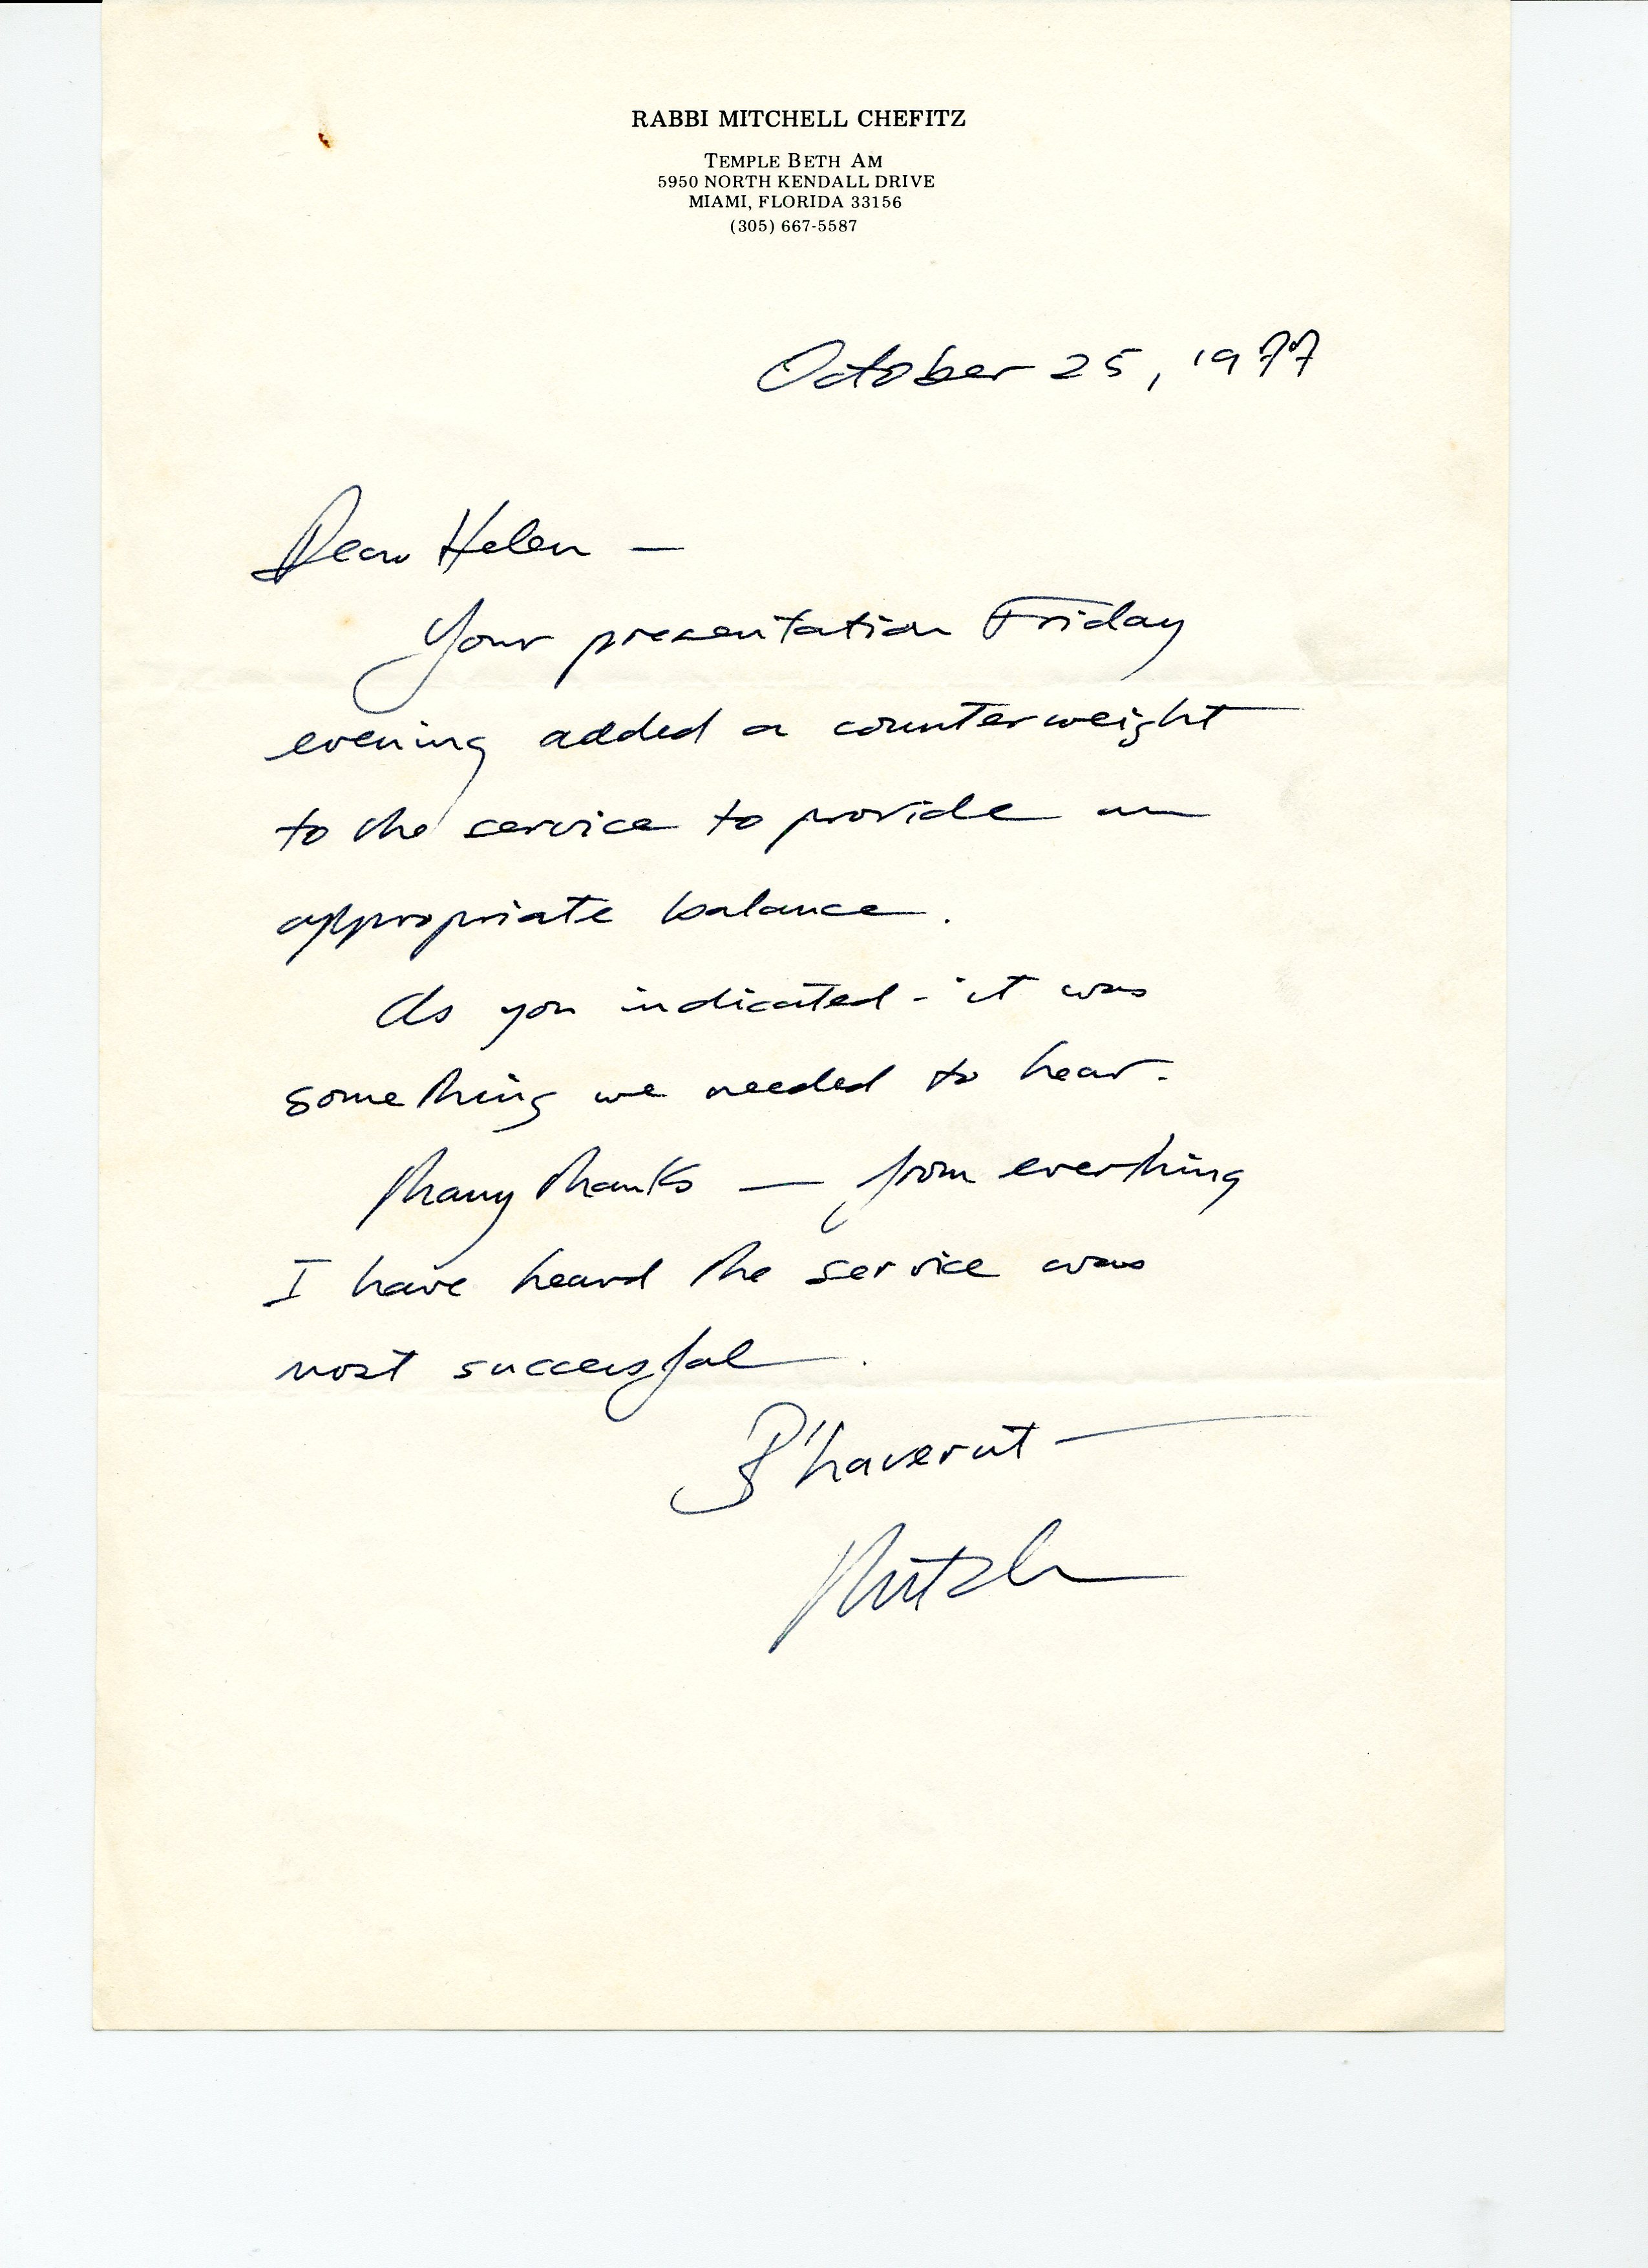 RABBI MITCHELL CHEFITZ
TEMPLE BETH AM
5950 NORTH KENDALL DRIVE
MIAMI, FLORIDA 33156
(305) 667-5587
October 25, 1977
Dear Helen —
Your presentation Friday
evening added a counterweight
to the service to provide an
appropriate balance.
As you indicated - it was
something we needed to hear.
Many thanks — from everthing
I have heard the service was
most successful.
B'haverut —
Mitch